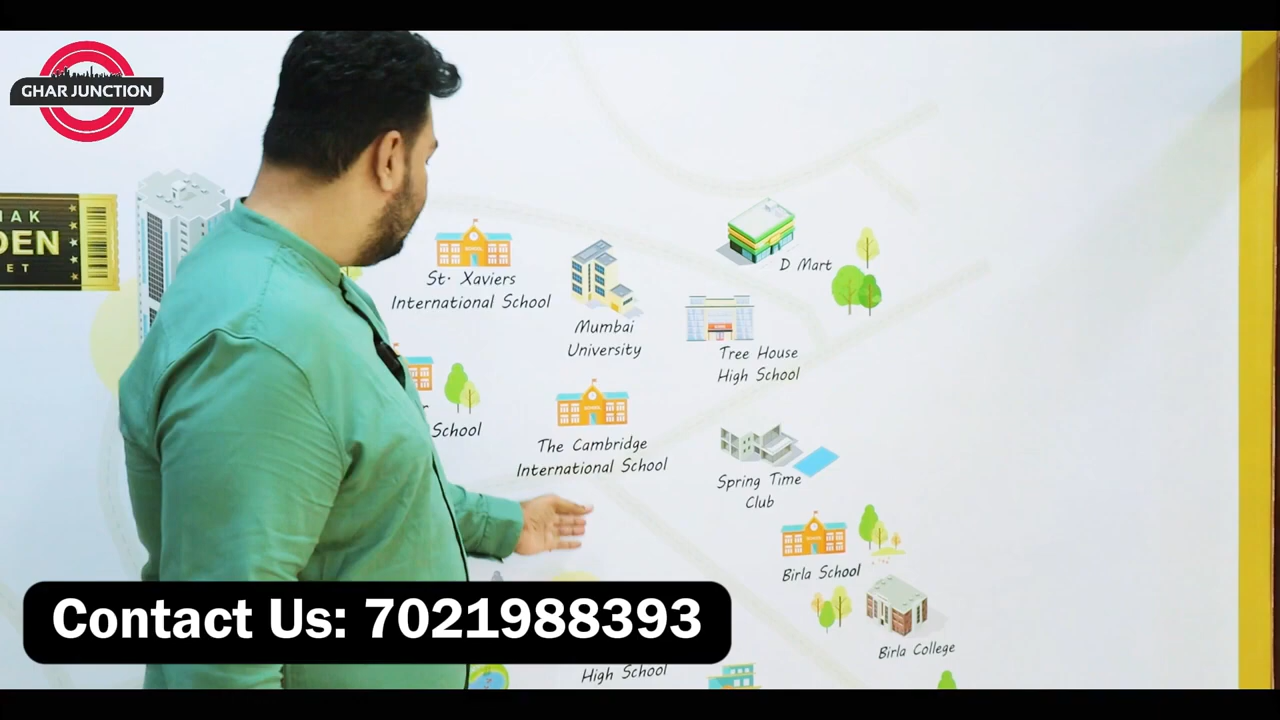 GHAR JUNCTION
St. Xaviers
International School
Mumbai
University
D Mart
Tree House
High School
School
The Cambridge
International School
Spring Time
Club
Birla School
Birla College
High School
Contact Us: 7021988393